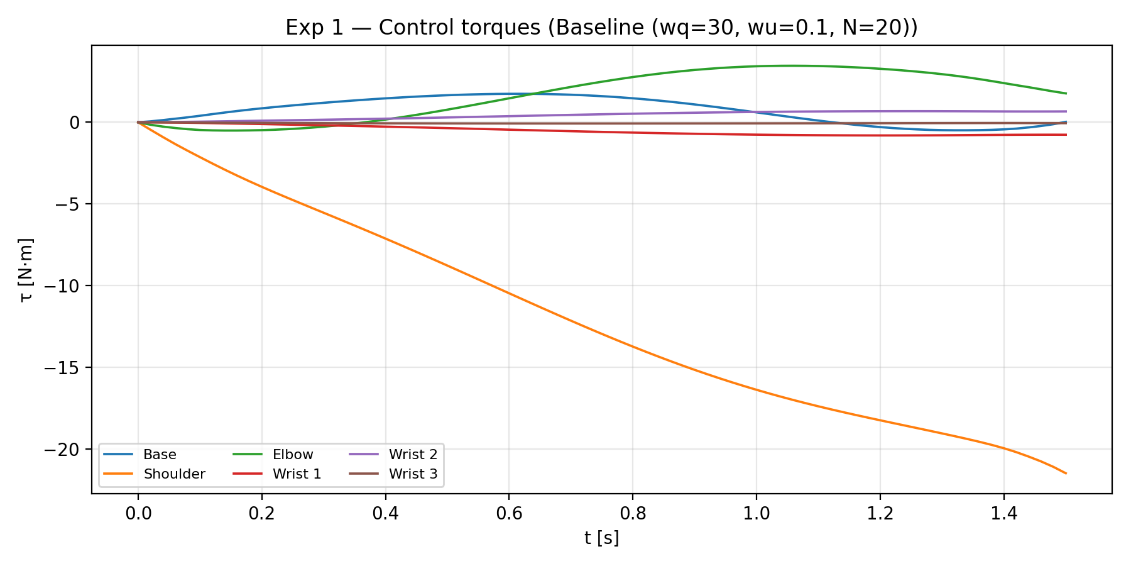 Exp 1 — Control torques (Baseline (wq=30, wu=0.1, N=20))
τ [N·m]
0
−5
−10
−15
−20
Base Elbow Wrist 2
Shoulder Wrist 1 Wrist 3
0.0 0.2 0.4 0.6 0.8 1.0 1.2 1.4
t [s]